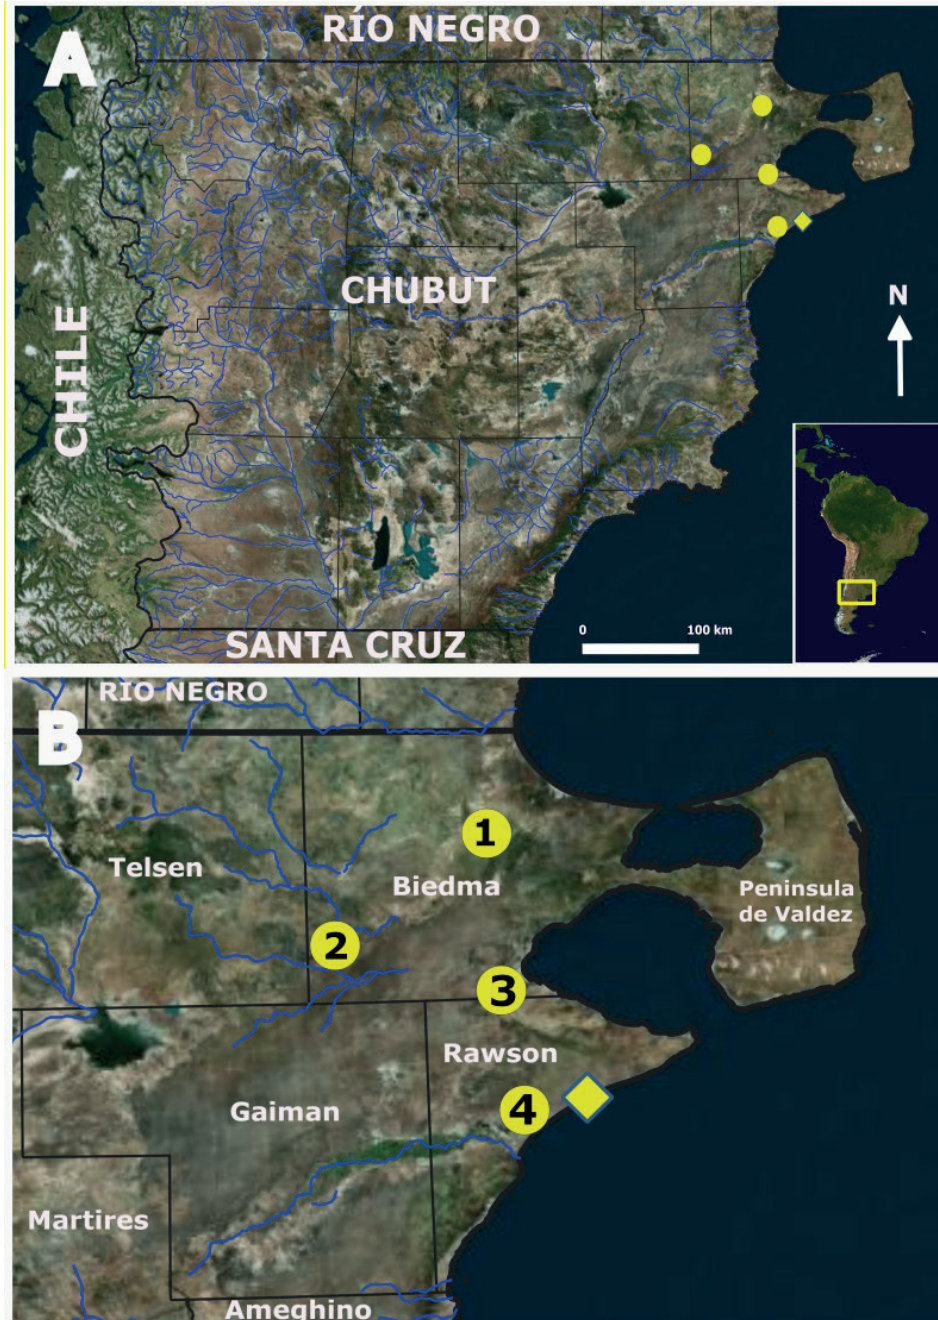 A
RÍO NEGRO
CHUBUT
CHILE
N
0 100 km
SANTA CRUZ
B
RIO NEGRO
1
Telsen
Biedma
Peninsula
de Valdez
2
3
Rawson
4
Gaiman
Martires
Ameghino